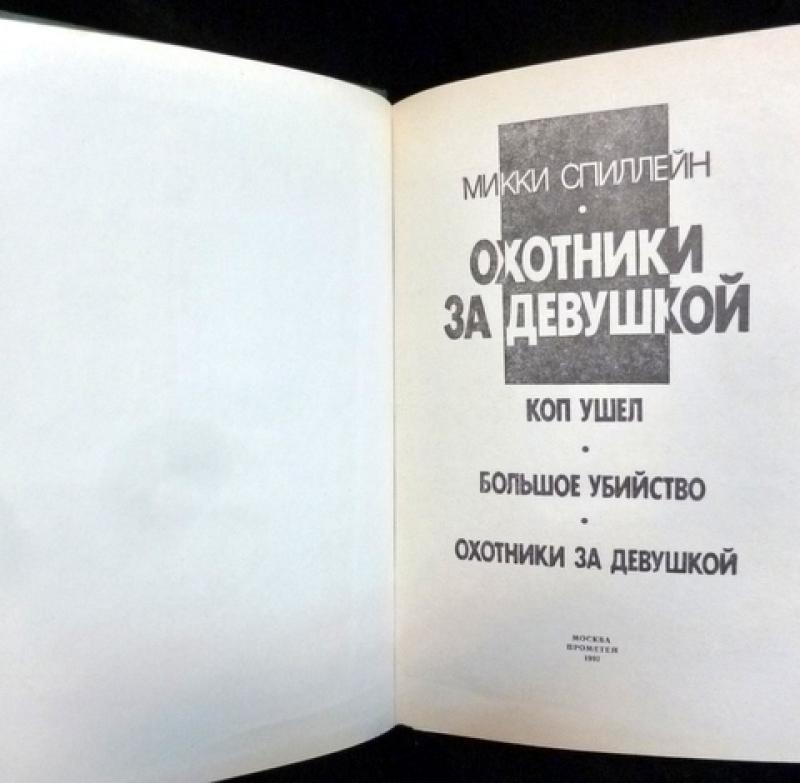 МИККИ СПИЛЛЕЙН
•
ОХОТНИКИ
ЗА ДЕВУШКОЙ
КОП УШЕЛ
•
БОЛЬШОЕ УБИЙСТВО
•
ОХОТНИКИ ЗА ДЕВУШКОЙ
МОСКВА
ПРОМЕТЕЙ